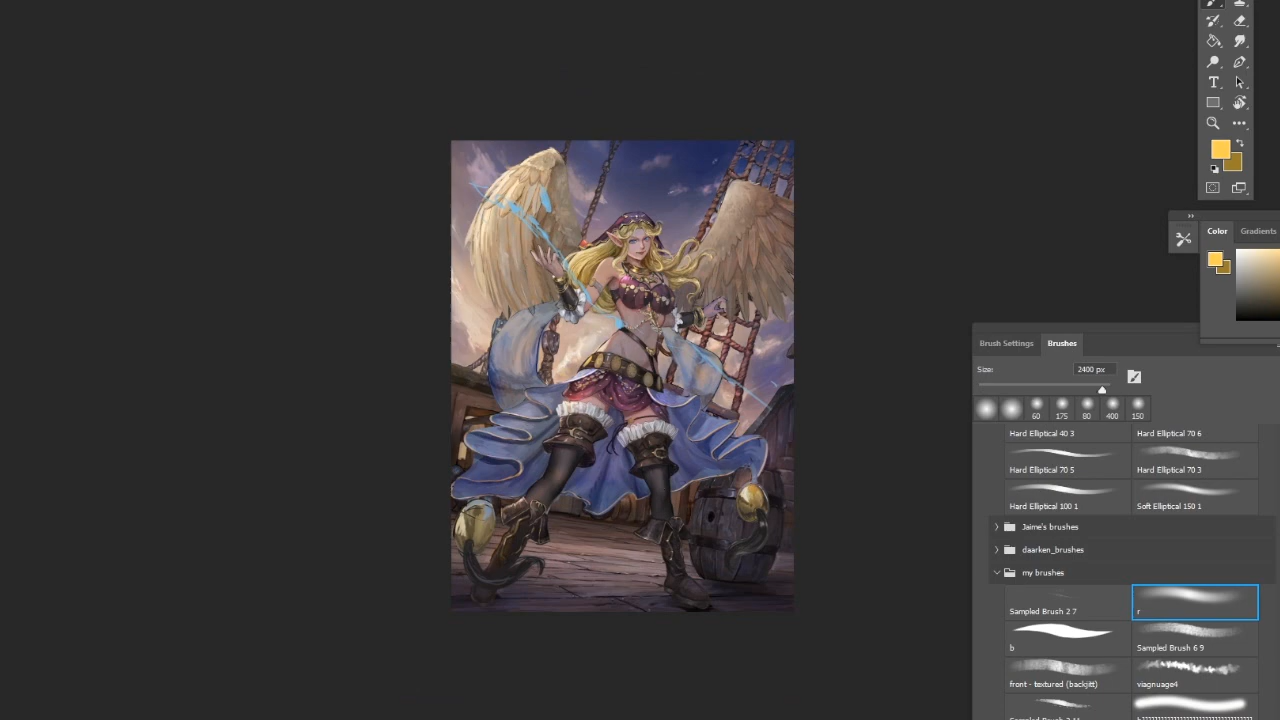 Color Gradients
Brush Settings Brushes
Size: 2400 px
60 175 80 400 150
Hard Elliptical 40 3 Hard Elliptical 70 6
Hard Elliptical 70 5 Hard Elliptical 70 3
Hard Elliptical 100 1 Soft Elliptical 150 1
Jaime's brushes
daarken_brushes
my brushes
Sampled Brush 2 7 r
b Sampled Brush 6 9
front - textured (backjitt) viagnuage4